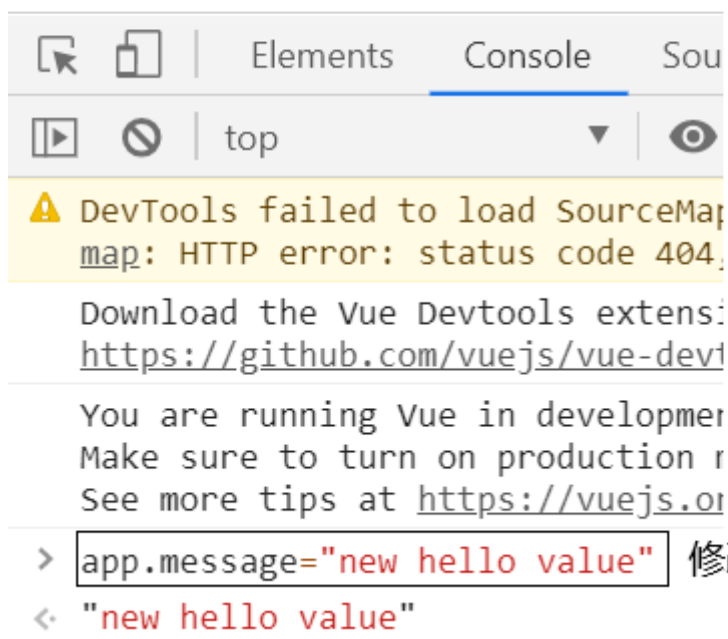 Elements Console Sou
top
DevTools failed to load SourceMap
map: HTTP error: status code 404,
Download the Vue Devtools extensi
https://github.com/vuejs/vue-devt
You are running Vue in developmen
Make sure to turn on production m
See more tips at https://vuejs.or
> app.message="new hello value" 修
"new hello value"